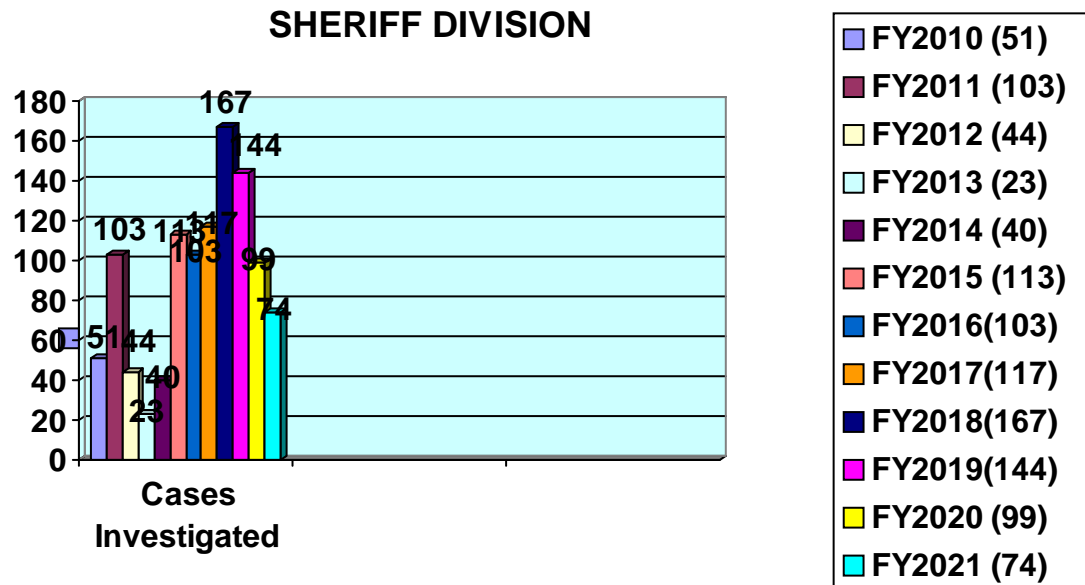 SHERIFF DIVISION
180
160
140
120
100
80
60
40
20
0
0
51
103
44
23
40
113
103
117
167
144
99
74
Cases
Investigated
FY2010 (51)
FY2011 (103)
FY2012 (44)
FY2013 (23)
FY2014 (40)
FY2015 (113)
FY2016(103)
FY2017(117)
FY2018(167)
FY2019(144)
FY2020 (99)
FY2021 (74)